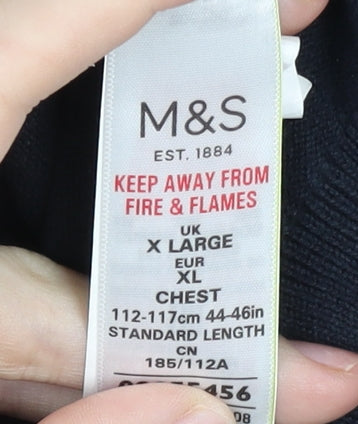 M&S
EST. 1884
KEEP AWAY FROM
FIRE & FLAMES
UK
X LARGE
EUR
XL
CHEST
112-117cm 44-46in
STANDARD LENGTH
CN
185/112A